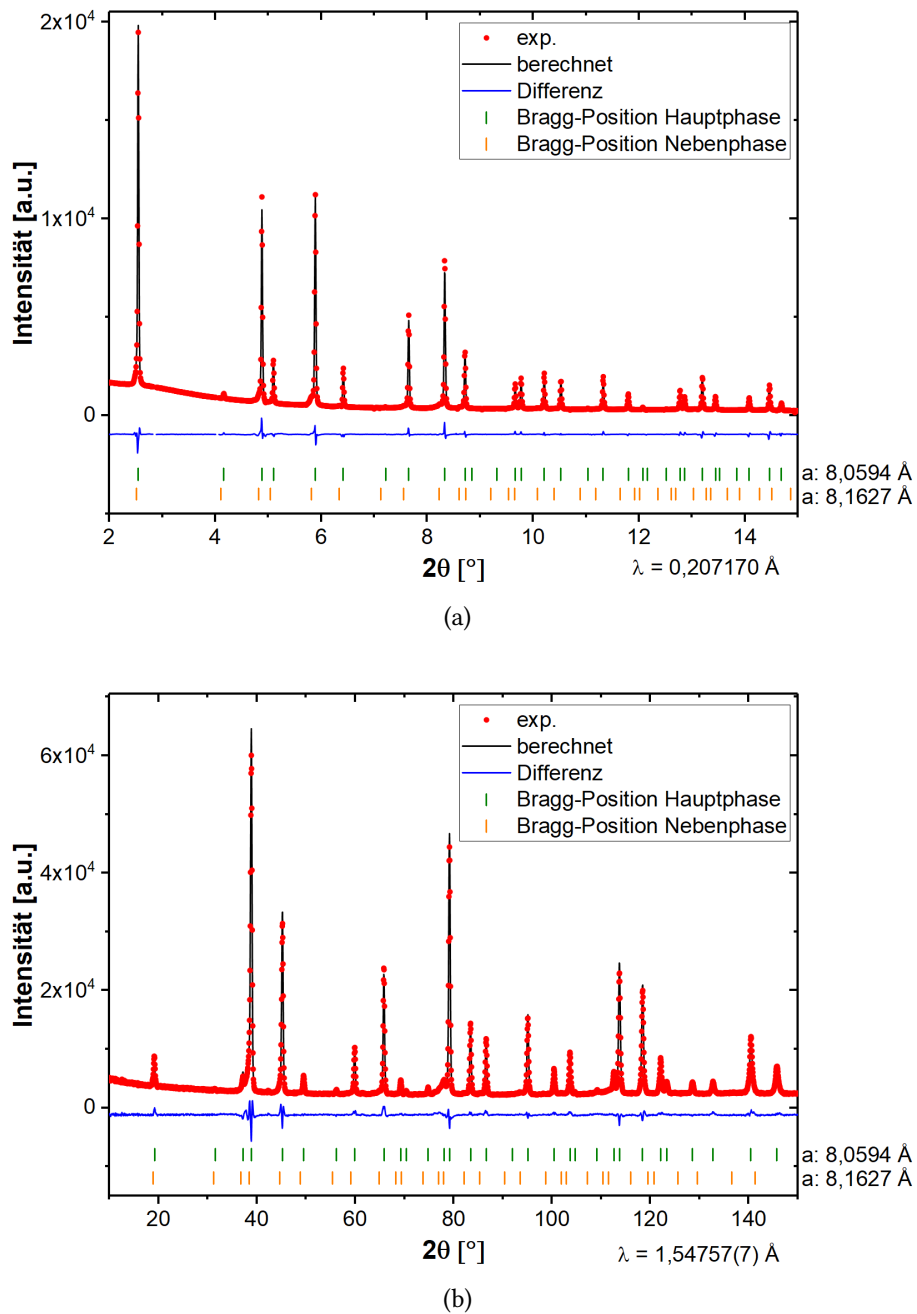 2x10⁴
1x10⁴
0
Intensität [a.u.]
exp.
berechnet
Differenz
Bragg-Position Hauptphase
Bragg-Position Nebenphase
a: 8,0594 Å
a: 8,1627 Å
2 4 6 8 10 12 14
2θ [°]
λ = 0,207170 Å
(a)
6x10⁴
4x10⁴
2x10⁴
0
Intensität [a.u.]
exp.
berechnet
Differenz
Bragg-Position Hauptphase
Bragg-Position Nebenphase
a: 8,0594 Å
a: 8,1627 Å
20 40 60 80 100 120 140
2θ [°]
λ = 1,54757(7) Å
(b)